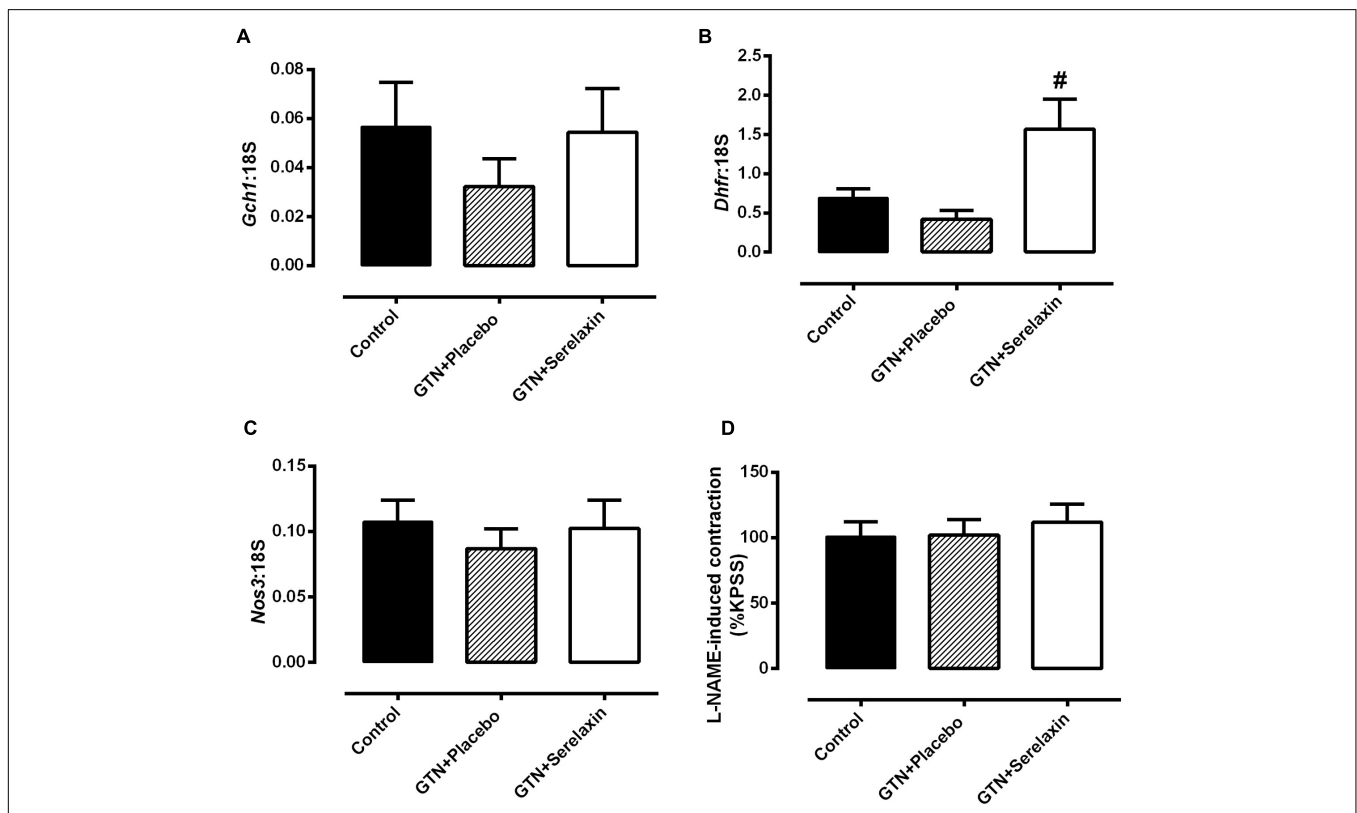 A
0.08
0.06
0.04
0.02
0.00
Gch1:18S
Control
GTN+Placebo
GTN+Serelaxin
B
2.5
2.0
1.5
1.0
0.5
0.0
Dhfr:18S
#
Control
GTN+Placebo
GTN+Serelaxin
C
0.15
0.10
0.05
0.00
Nos3:18S
Control
GTN+Placebo
GTN+Serelaxin
D
150
100
50
0
L-NAME-induced contraction
(%KPSS)
Control
GTN+Placebo
GTN+Serelaxin